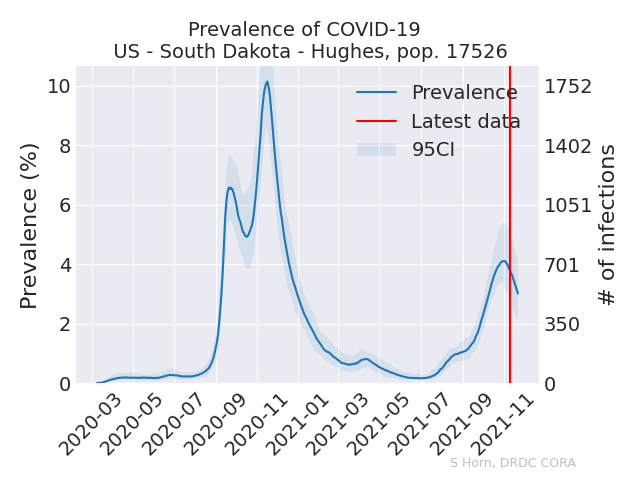 Prevalence of COVID-19
US - South Dakota - Hughes, pop. 17526
Prevalence
Latest data
95CI
Prevalence (%)
10
8
6
4
2
0
1752
1402
1051
701
350
0
# of infections
2020-03
2020-05
2020-07
2020-09
2020-11
2021-01
2021-03
2021-05
2021-07
2021-09
2021-11
S Horn, DRDC CORA